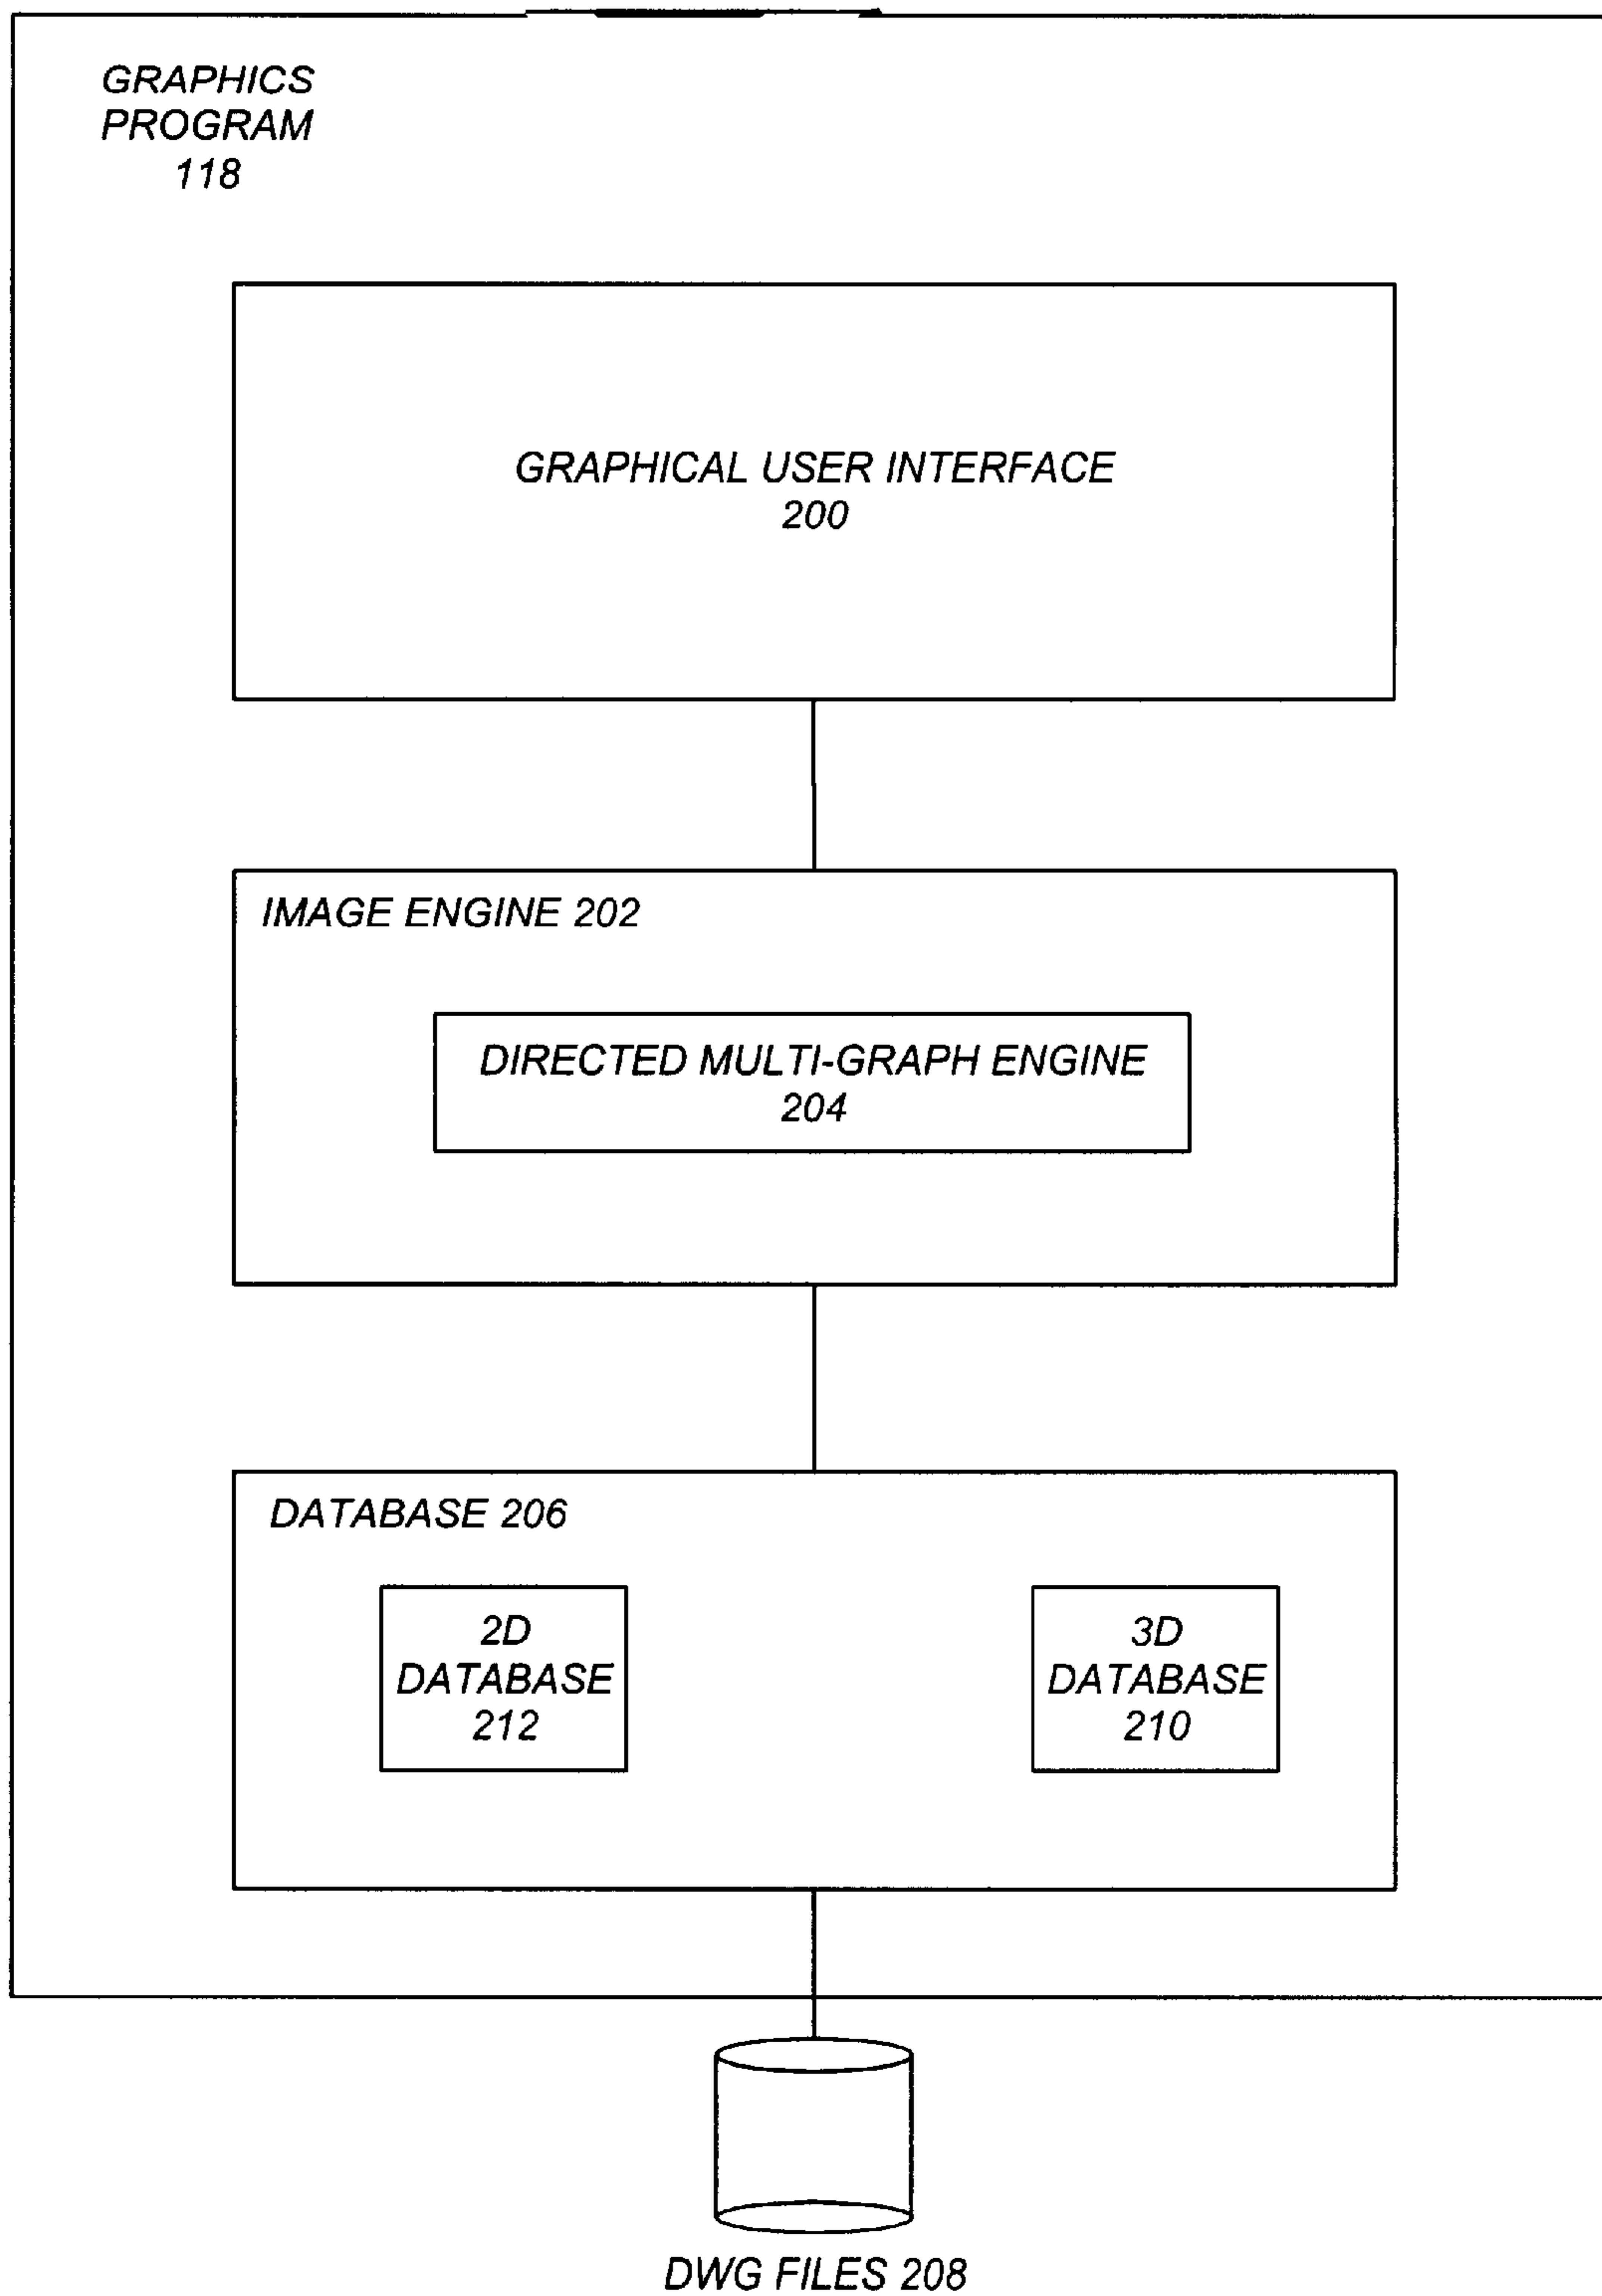 GRAPHICS
PROGRAM
118
GRAPHICAL USER INTERFACE
200
IMAGE ENGINE 202
DIRECTED MULTI-GRAPH ENGINE
204
DATABASE 206
2D
DATABASE
212
3D
DATABASE
210
DWG FILES 208